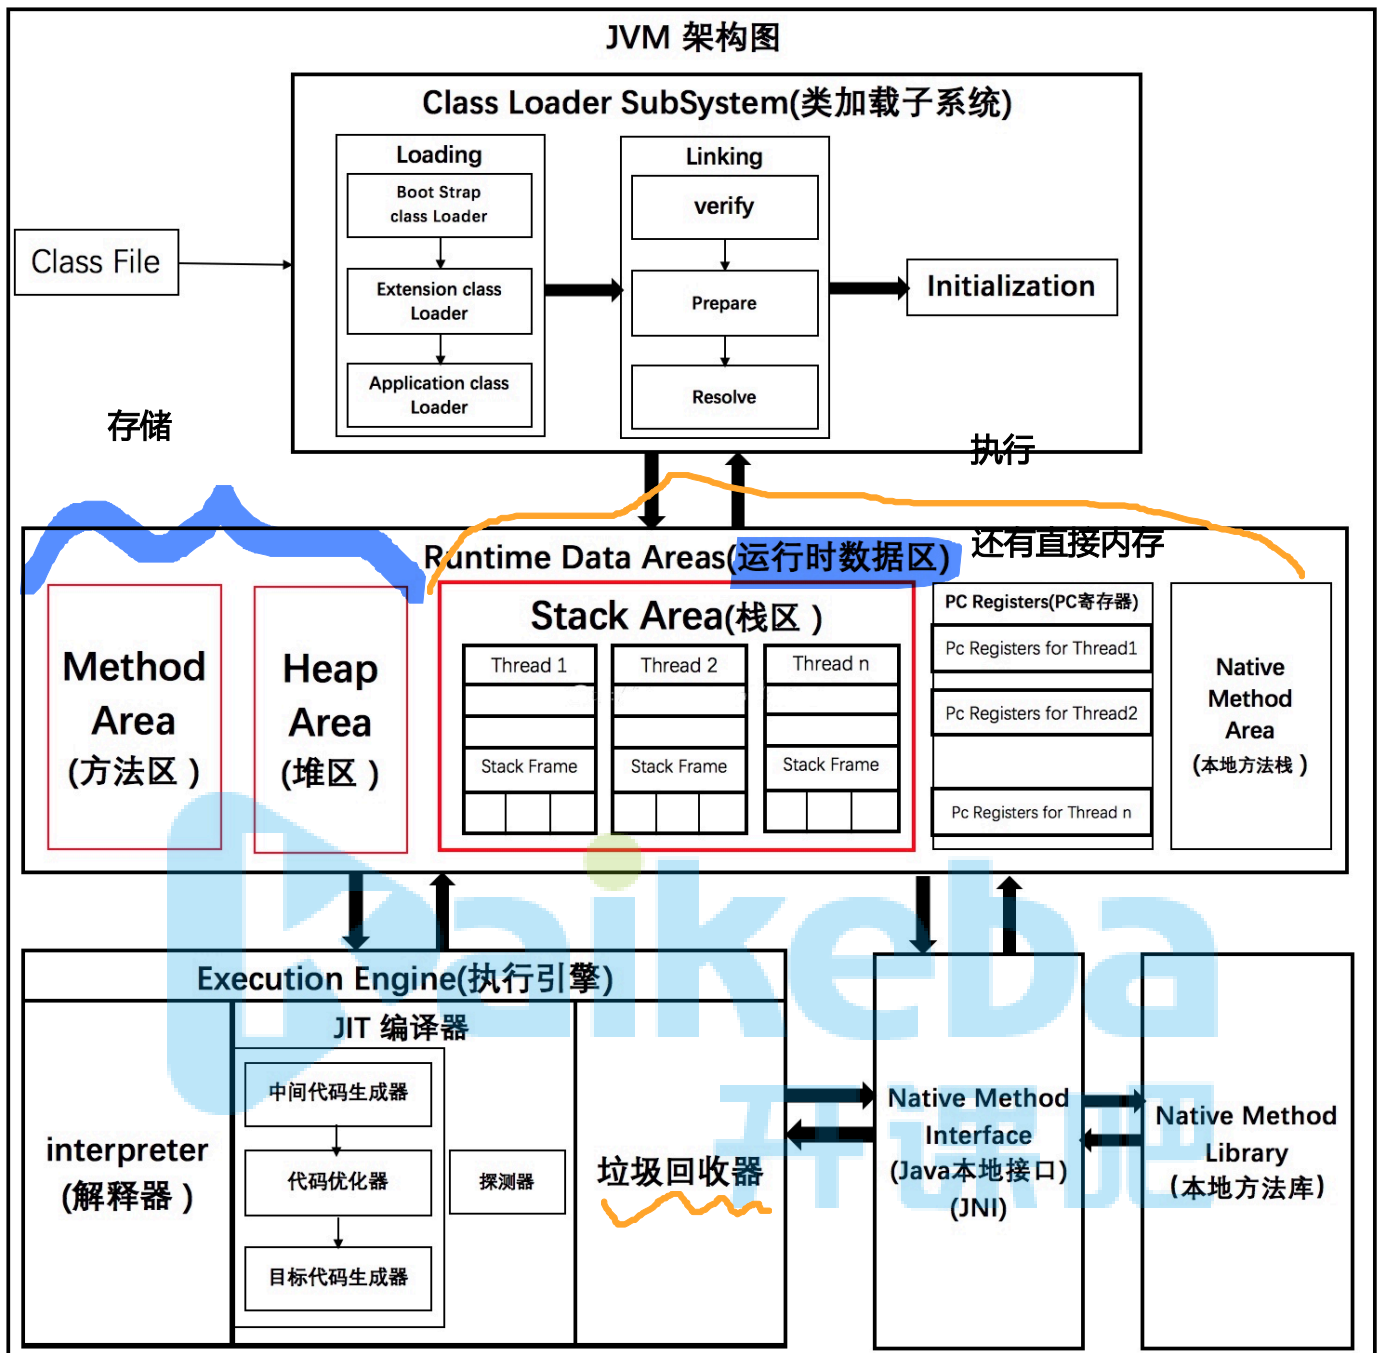 JVM 架构图
Class Loader SubSystem(类加载子系统)
Loading
Boot Strap
class Loader
Extension class
Loader
Application class
Loader
Linking
verify
Prepare
Resolve
Class File
Initialization
存储
执行
还有直接内存
Runtime Data Areas(运行时数据区)
Method
Area
(方法区)
Heap
Area
(堆区)
Stack Area(栈区)
Thread 1
Stack Frame
Thread 2
Stack Frame
Thread n
Stack Frame
PC Registers(PC寄存器)
Pc Registers for Thread1
Pc Registers for Thread2
Pc Registers for Thread n
Native
Method
Area
(本地方法栈)
Execution Engine(执行引擎)
interpreter
(解释器)
JIT 编译器
中间代码生成器
代码优化器
目标代码生成器
探测器
垃圾回收器
Native Method
Interface
(Java本地接口)
(JNI)
Native Method
Library
(本地方法库)
kaikeba
开课吧